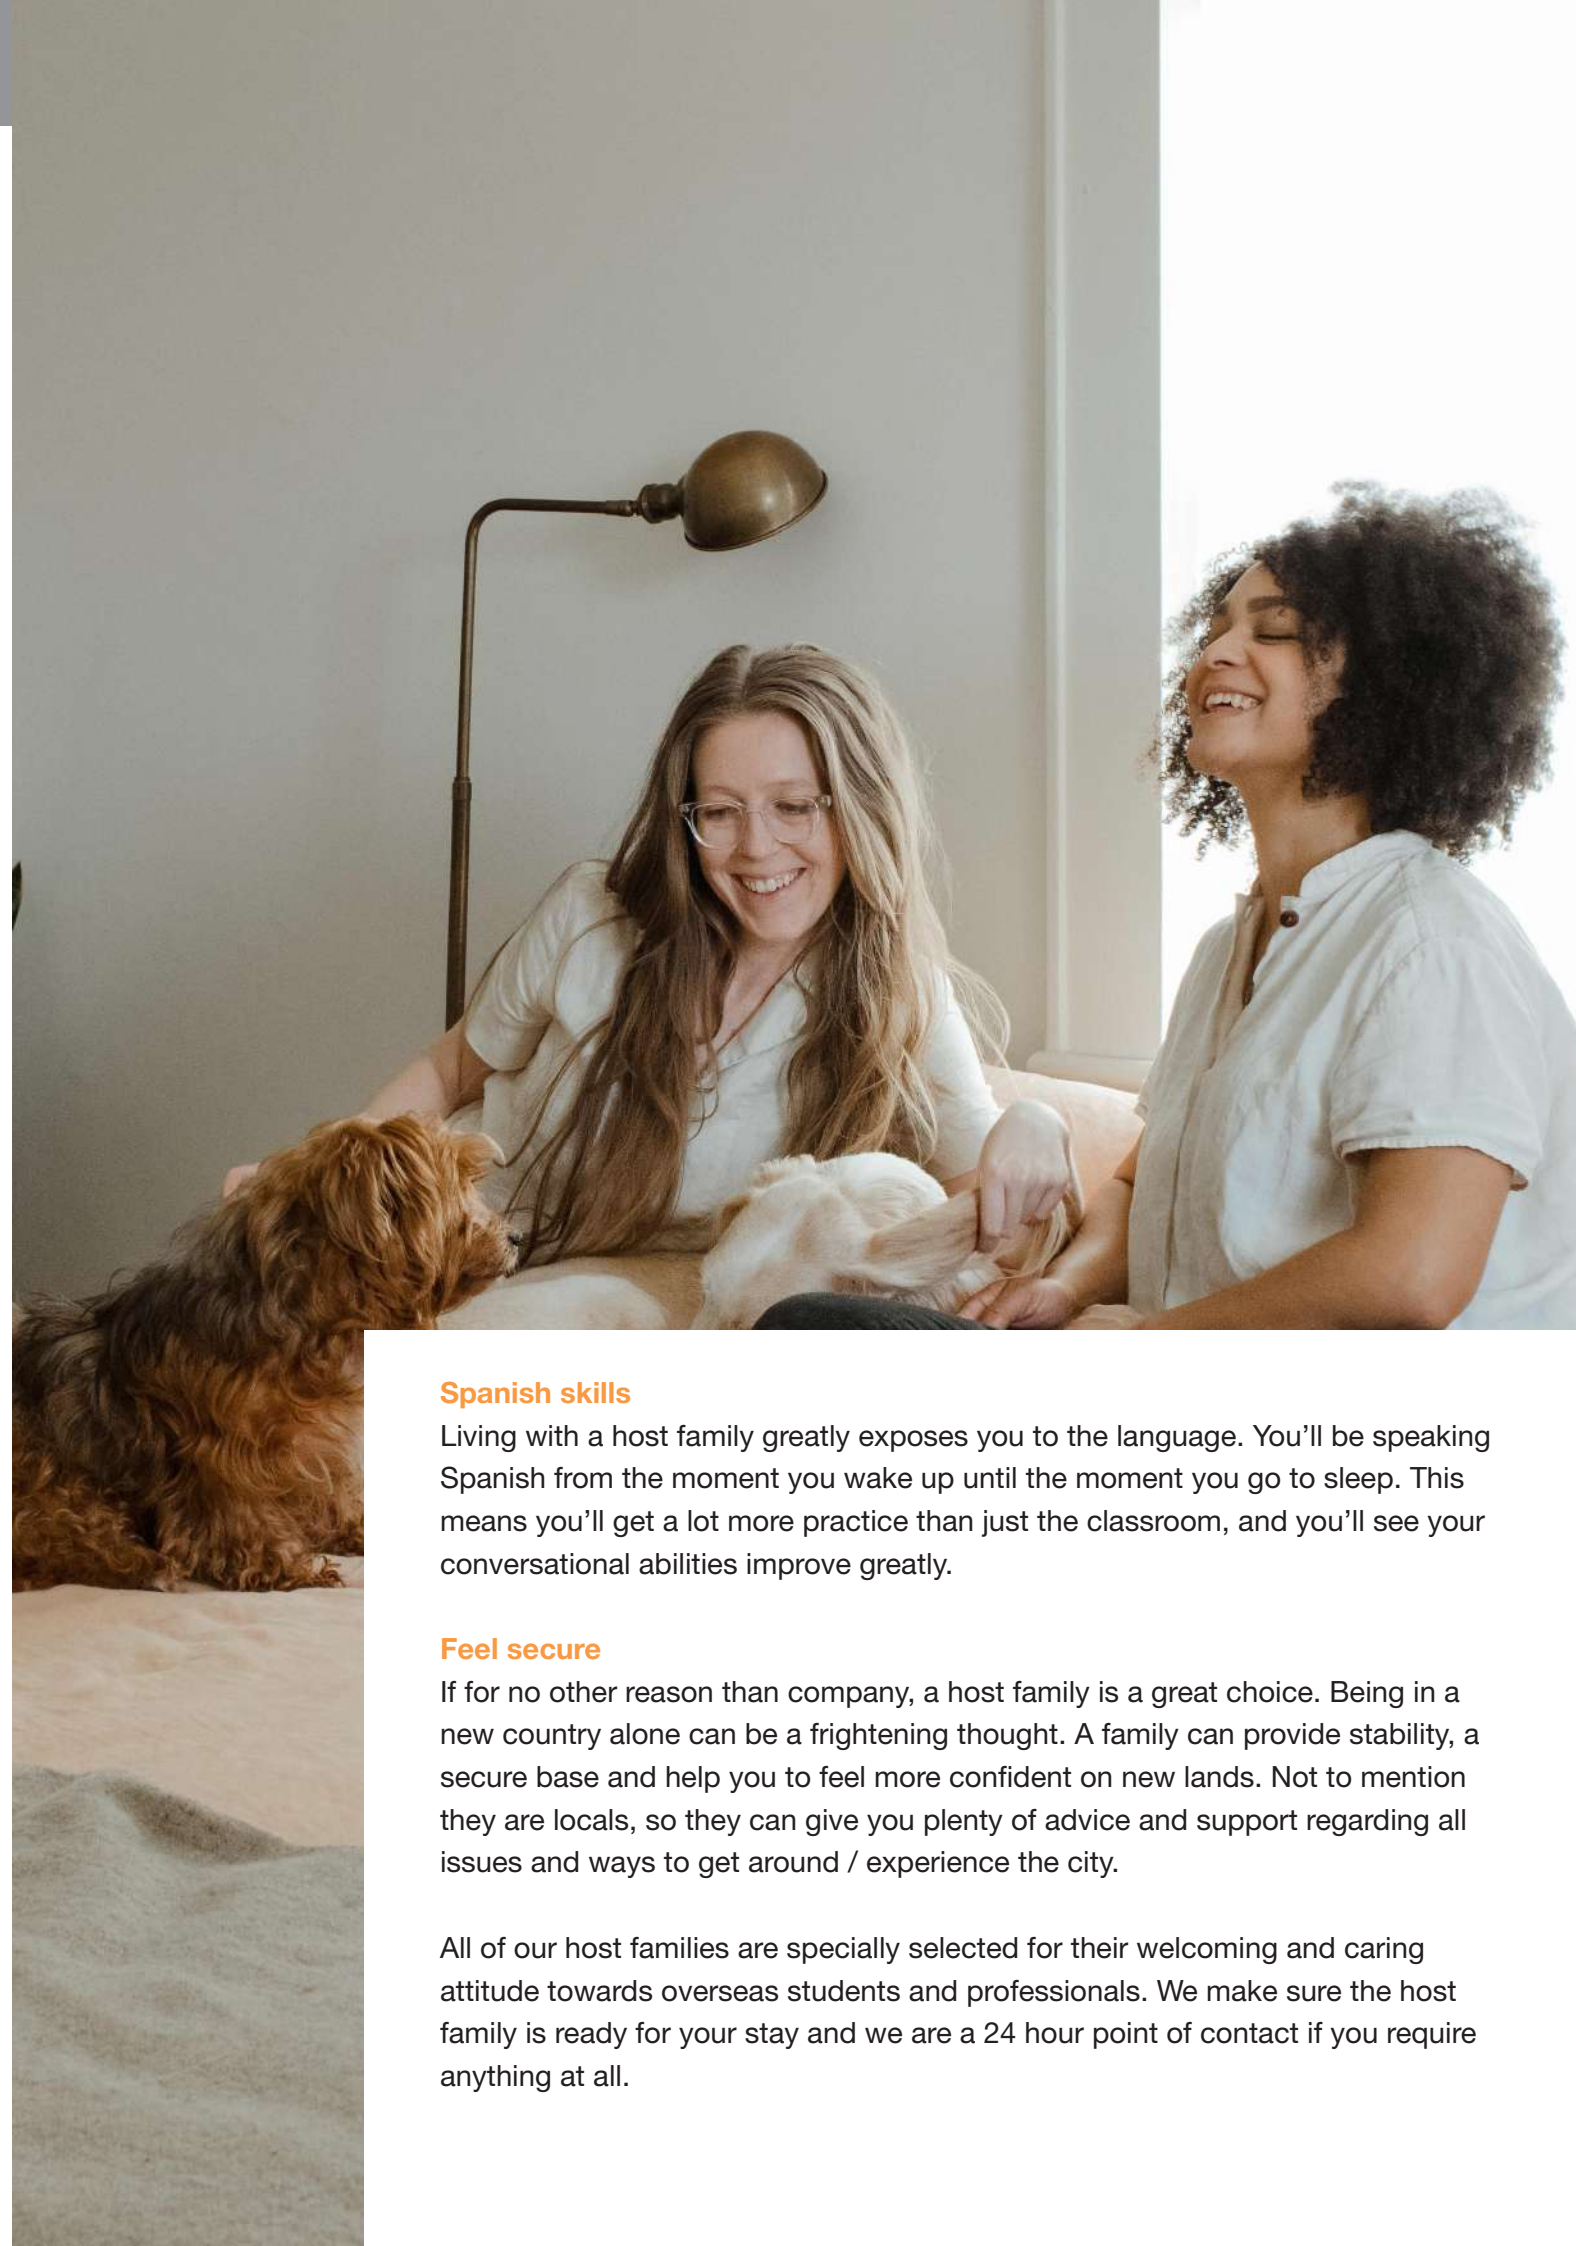 Spanish skills
Living with a host family greatly exposes you to the language. You’ll be speaking
Spanish from the moment you wake up until the moment you go to sleep. This
means you’ll get a lot more practice than just the classroom, and you’ll see your
conversational abilities improve greatly.
Feel secure
If for no other reason than company, a host family is a great choice. Being in a
new country alone can be a frightening thought. A family can provide stability, a
secure base and help you to feel more confident on new lands. Not to mention
they are locals, so they can give you plenty of advice and support regarding all
issues and ways to get around / experience the city.
All of our host families are specially selected for their welcoming and caring
attitude towards overseas students and professionals. We make sure the host
family is ready for your stay and we are a 24 hour point of contact if you require
anything at all.